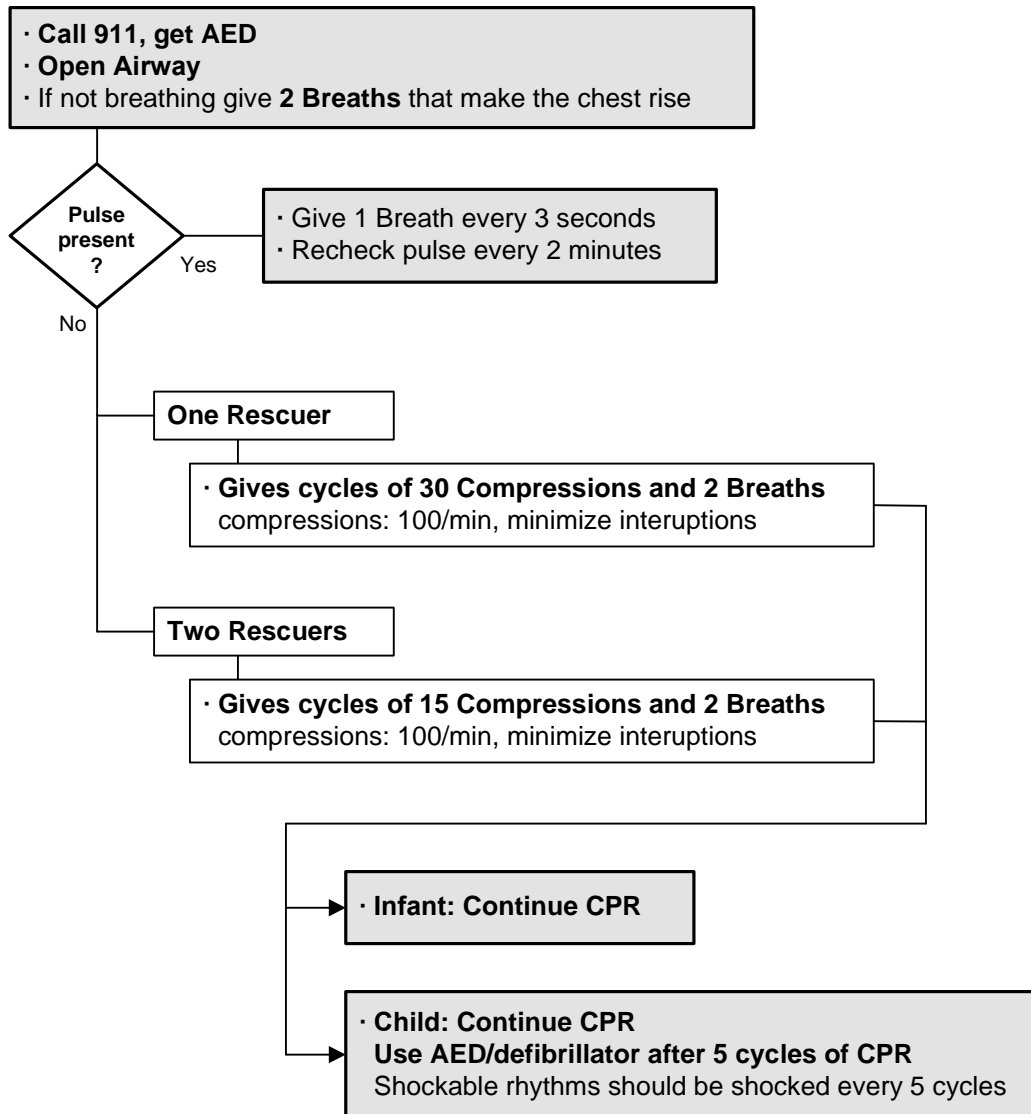 · Call 911, get AED
· Open Airway
· If not breathing give 2 Breaths that make the chest rise
Pulse
present
?
Yes
· Give 1 Breath every 3 seconds
· Recheck pulse every 2 minutes
No
One Rescuer
· Gives cycles of 30 Compressions and 2 Breaths
compressions: 100/min, minimize interuptions
Two Rescuers
· Gives cycles of 15 Compressions and 2 Breaths
compressions: 100/min, minimize interuptions
· Infant: Continue CPR
· Child: Continue CPR
Use AED/defibrillator after 5 cycles of CPR
Shockable rhythms should be shocked every 5 cycles